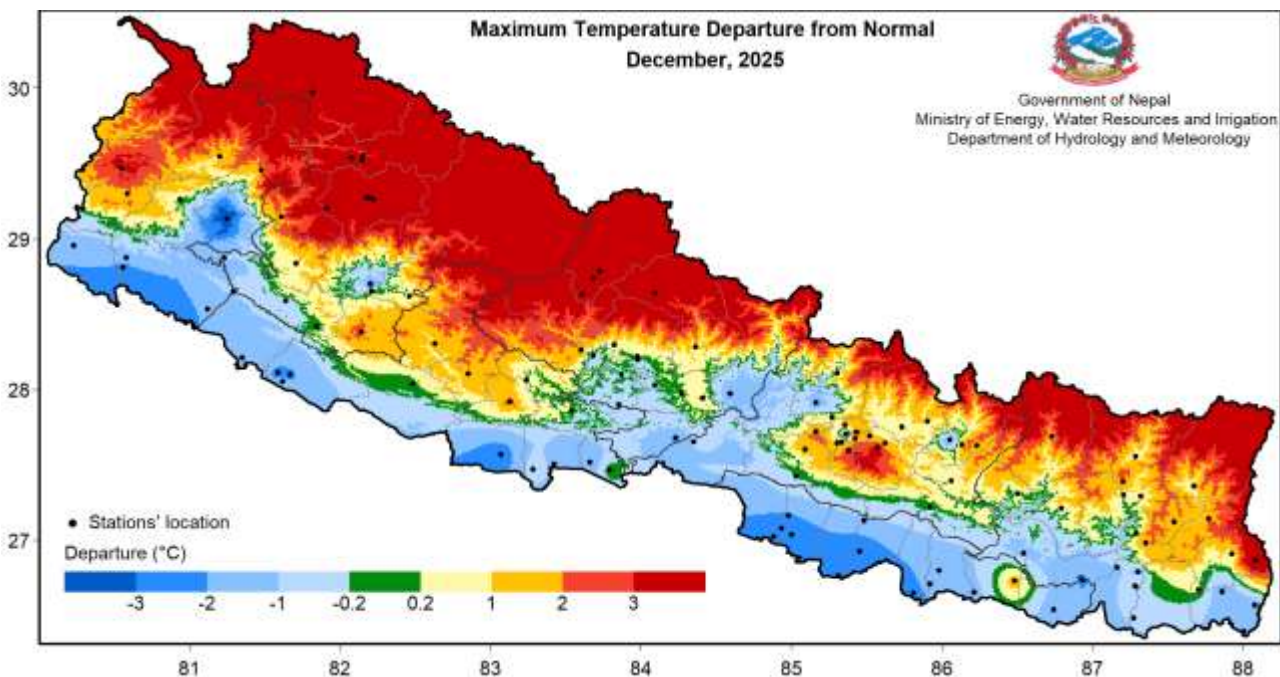 Maximum Temperature Departure from Normal
December, 2025
Government of Nepal
Ministry of Energy, Water Resources and Irrigation
Department of Hydrology and Meteorology
30
29
28
27
Stations' location
Departure (°C)
-3 -2 -1 -0.2 0.2 1 2 3
81 82 83 84 85 86 87 88